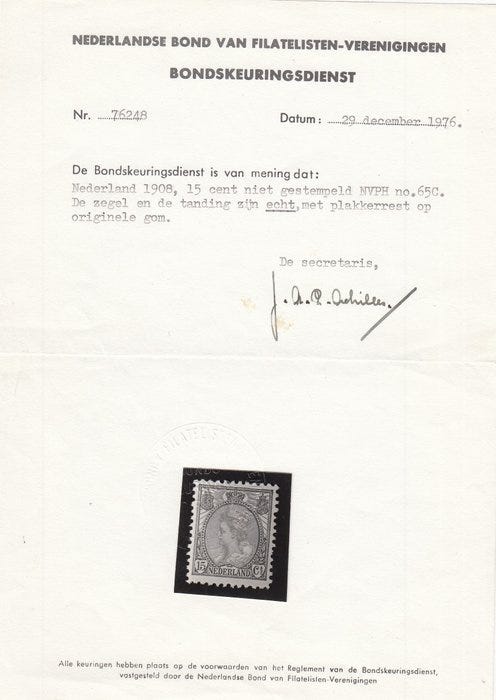 NEDERLANDSE BOND VAN FILATELISTEN-VERENIGINGEN
BONDSKEURINGSDIENST
Nr. 76248 Datum: 29 december 1976.
De Bondskeuringsdienst is van mening dat:
Nederland 1908, 15 cent niet gestempeld NVPH no.65C.
De zegel en de tanding zijn echt, met plakkerrest op
originele gom.
De secretaris,
J.A.P. Achilles.
15 NEDERLAND Ct
Alle keuringen hebben plaats op de voorwaarden van het Reglement van de Bondskeuringsdienst,
vastgesteld door de Nederlandse Bond van Filatelisten-Verenigingen